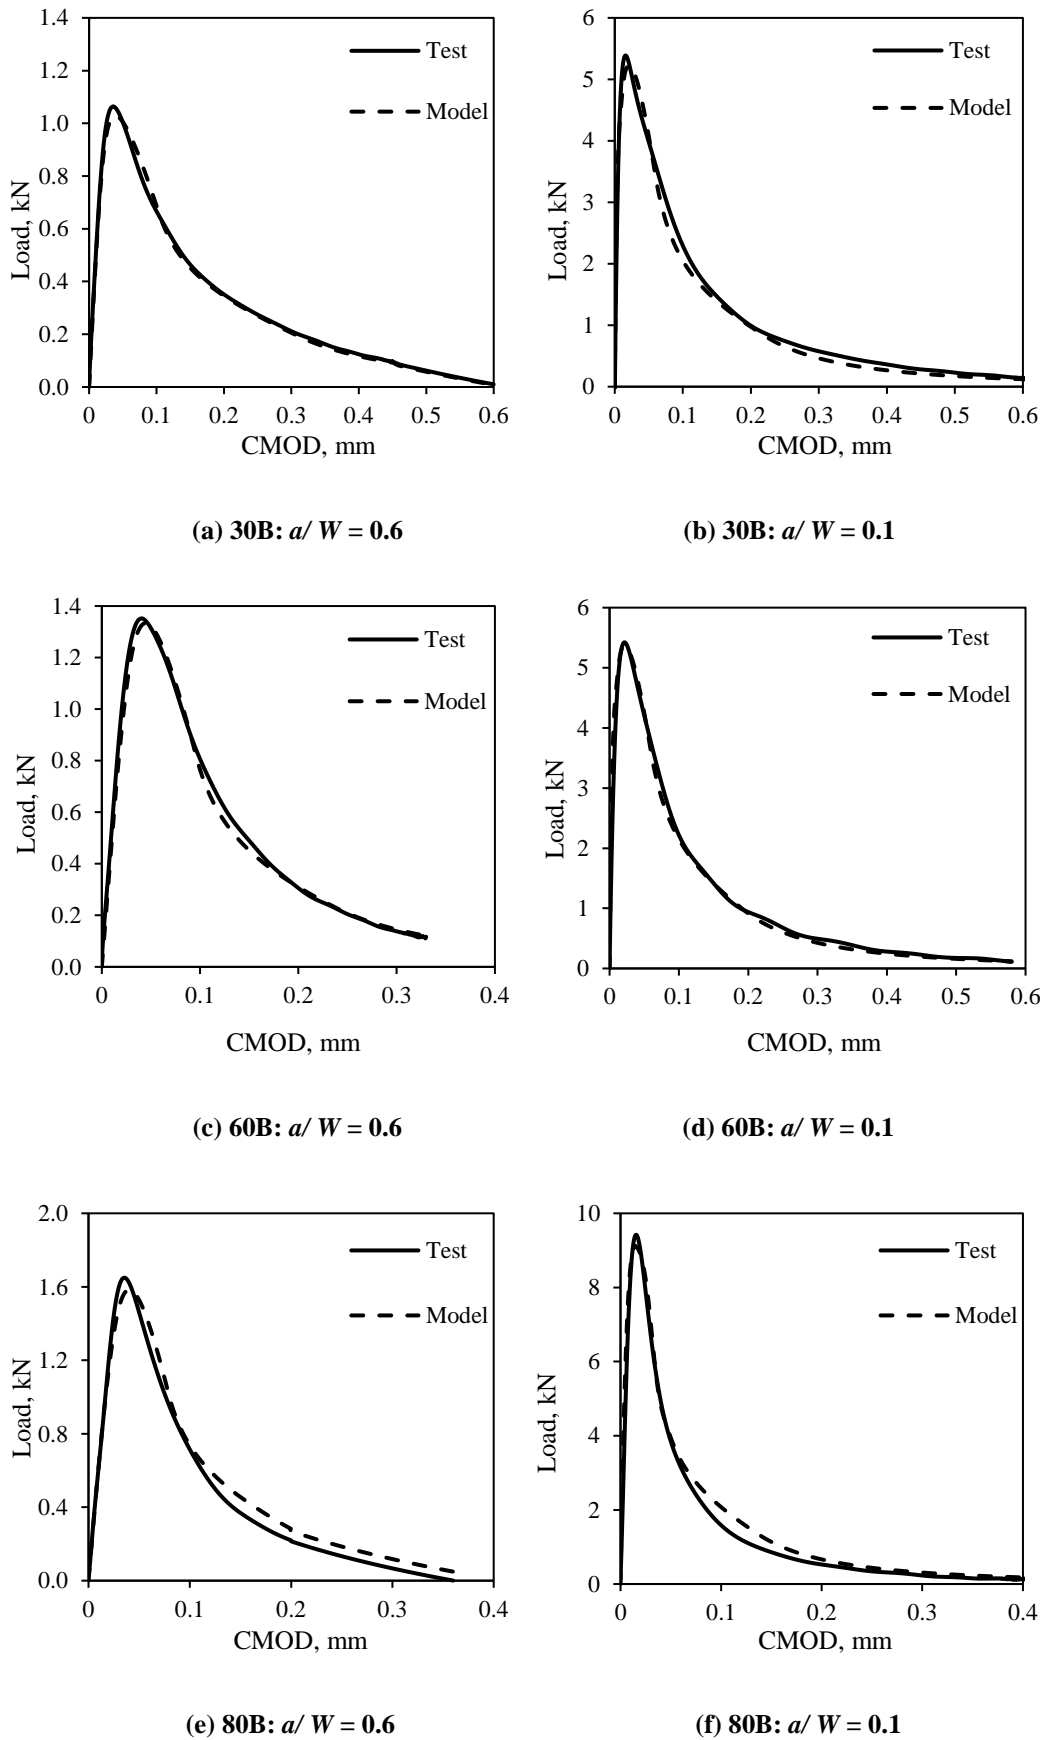 1.4
1.2
1.0
0.8
0.6
0.4
0.2
0.0
0 0.1 0.2 0.3 0.4 0.5 0.6
Load, kN
CMOD, mm
Test
Model
(a) 30B: a/ W = 0.6
6
5
4
3
2
1
0
0 0.1 0.2 0.3 0.4 0.5 0.6
Load, kN
CMOD, mm
Test
Model
(b) 30B: a/ W = 0.1
1.4
1.2
1.0
0.8
0.6
0.4
0.2
0.0
0 0.1 0.2 0.3 0.4
Load, kN
CMOD, mm
Test
Model
(c) 60B: a/ W = 0.6
6
5
4
3
2
1
0
0 0.1 0.2 0.3 0.4 0.5 0.6
Load, kN
CMOD, mm
Test
Model
(d) 60B: a/ W = 0.1
2.0
1.6
1.2
0.8
0.4
0.0
0 0.1 0.2 0.3 0.4
Load, kN
CMOD, mm
Test
Model
(e) 80B: a/ W = 0.6
10
8
6
4
2
0
0 0.1 0.2 0.3 0.4
Load, kN
CMOD, mm
Test
Model
(f) 80B: a/ W = 0.1